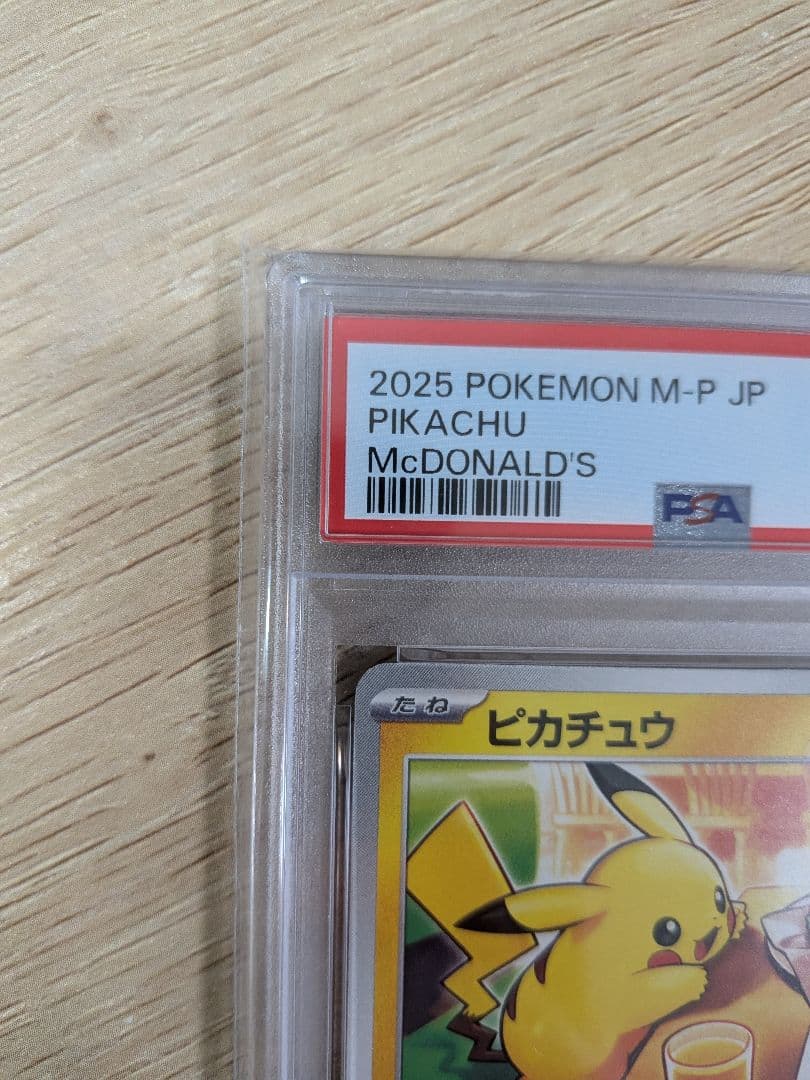 2025 POKEMON M-P JP
PIKACHU
McDONALD'S
PSA
たね
ピカチュウ